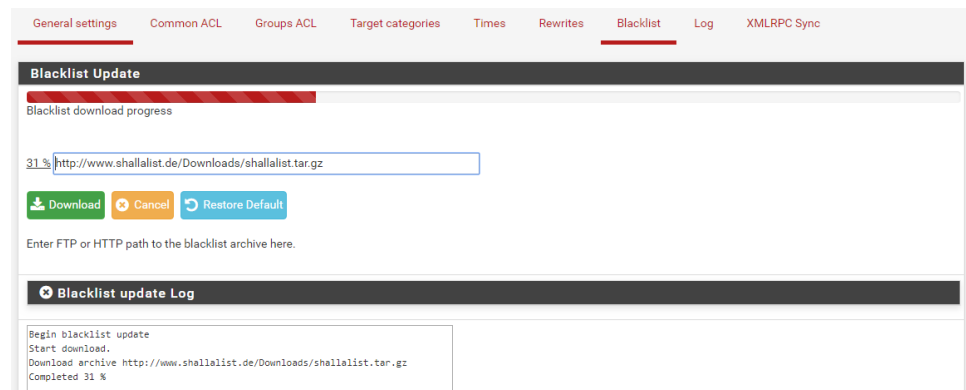 General settings Common ACL Groups ACL Target categories Times Rewrites Blacklist Log XMLRPC Sync
Blacklist Update
Blacklist download progress
31 % http://www.shallalist.de/Downloads/shallalist.tar.gz
Download Cancel Restore Default
Enter FTP or HTTP path to the blacklist archive here.
Blacklist update Log
Begin blacklist update
Start download.
Download archive http://www.shallalist.de/Downloads/shallalist.tar.gz
Completed 31 %